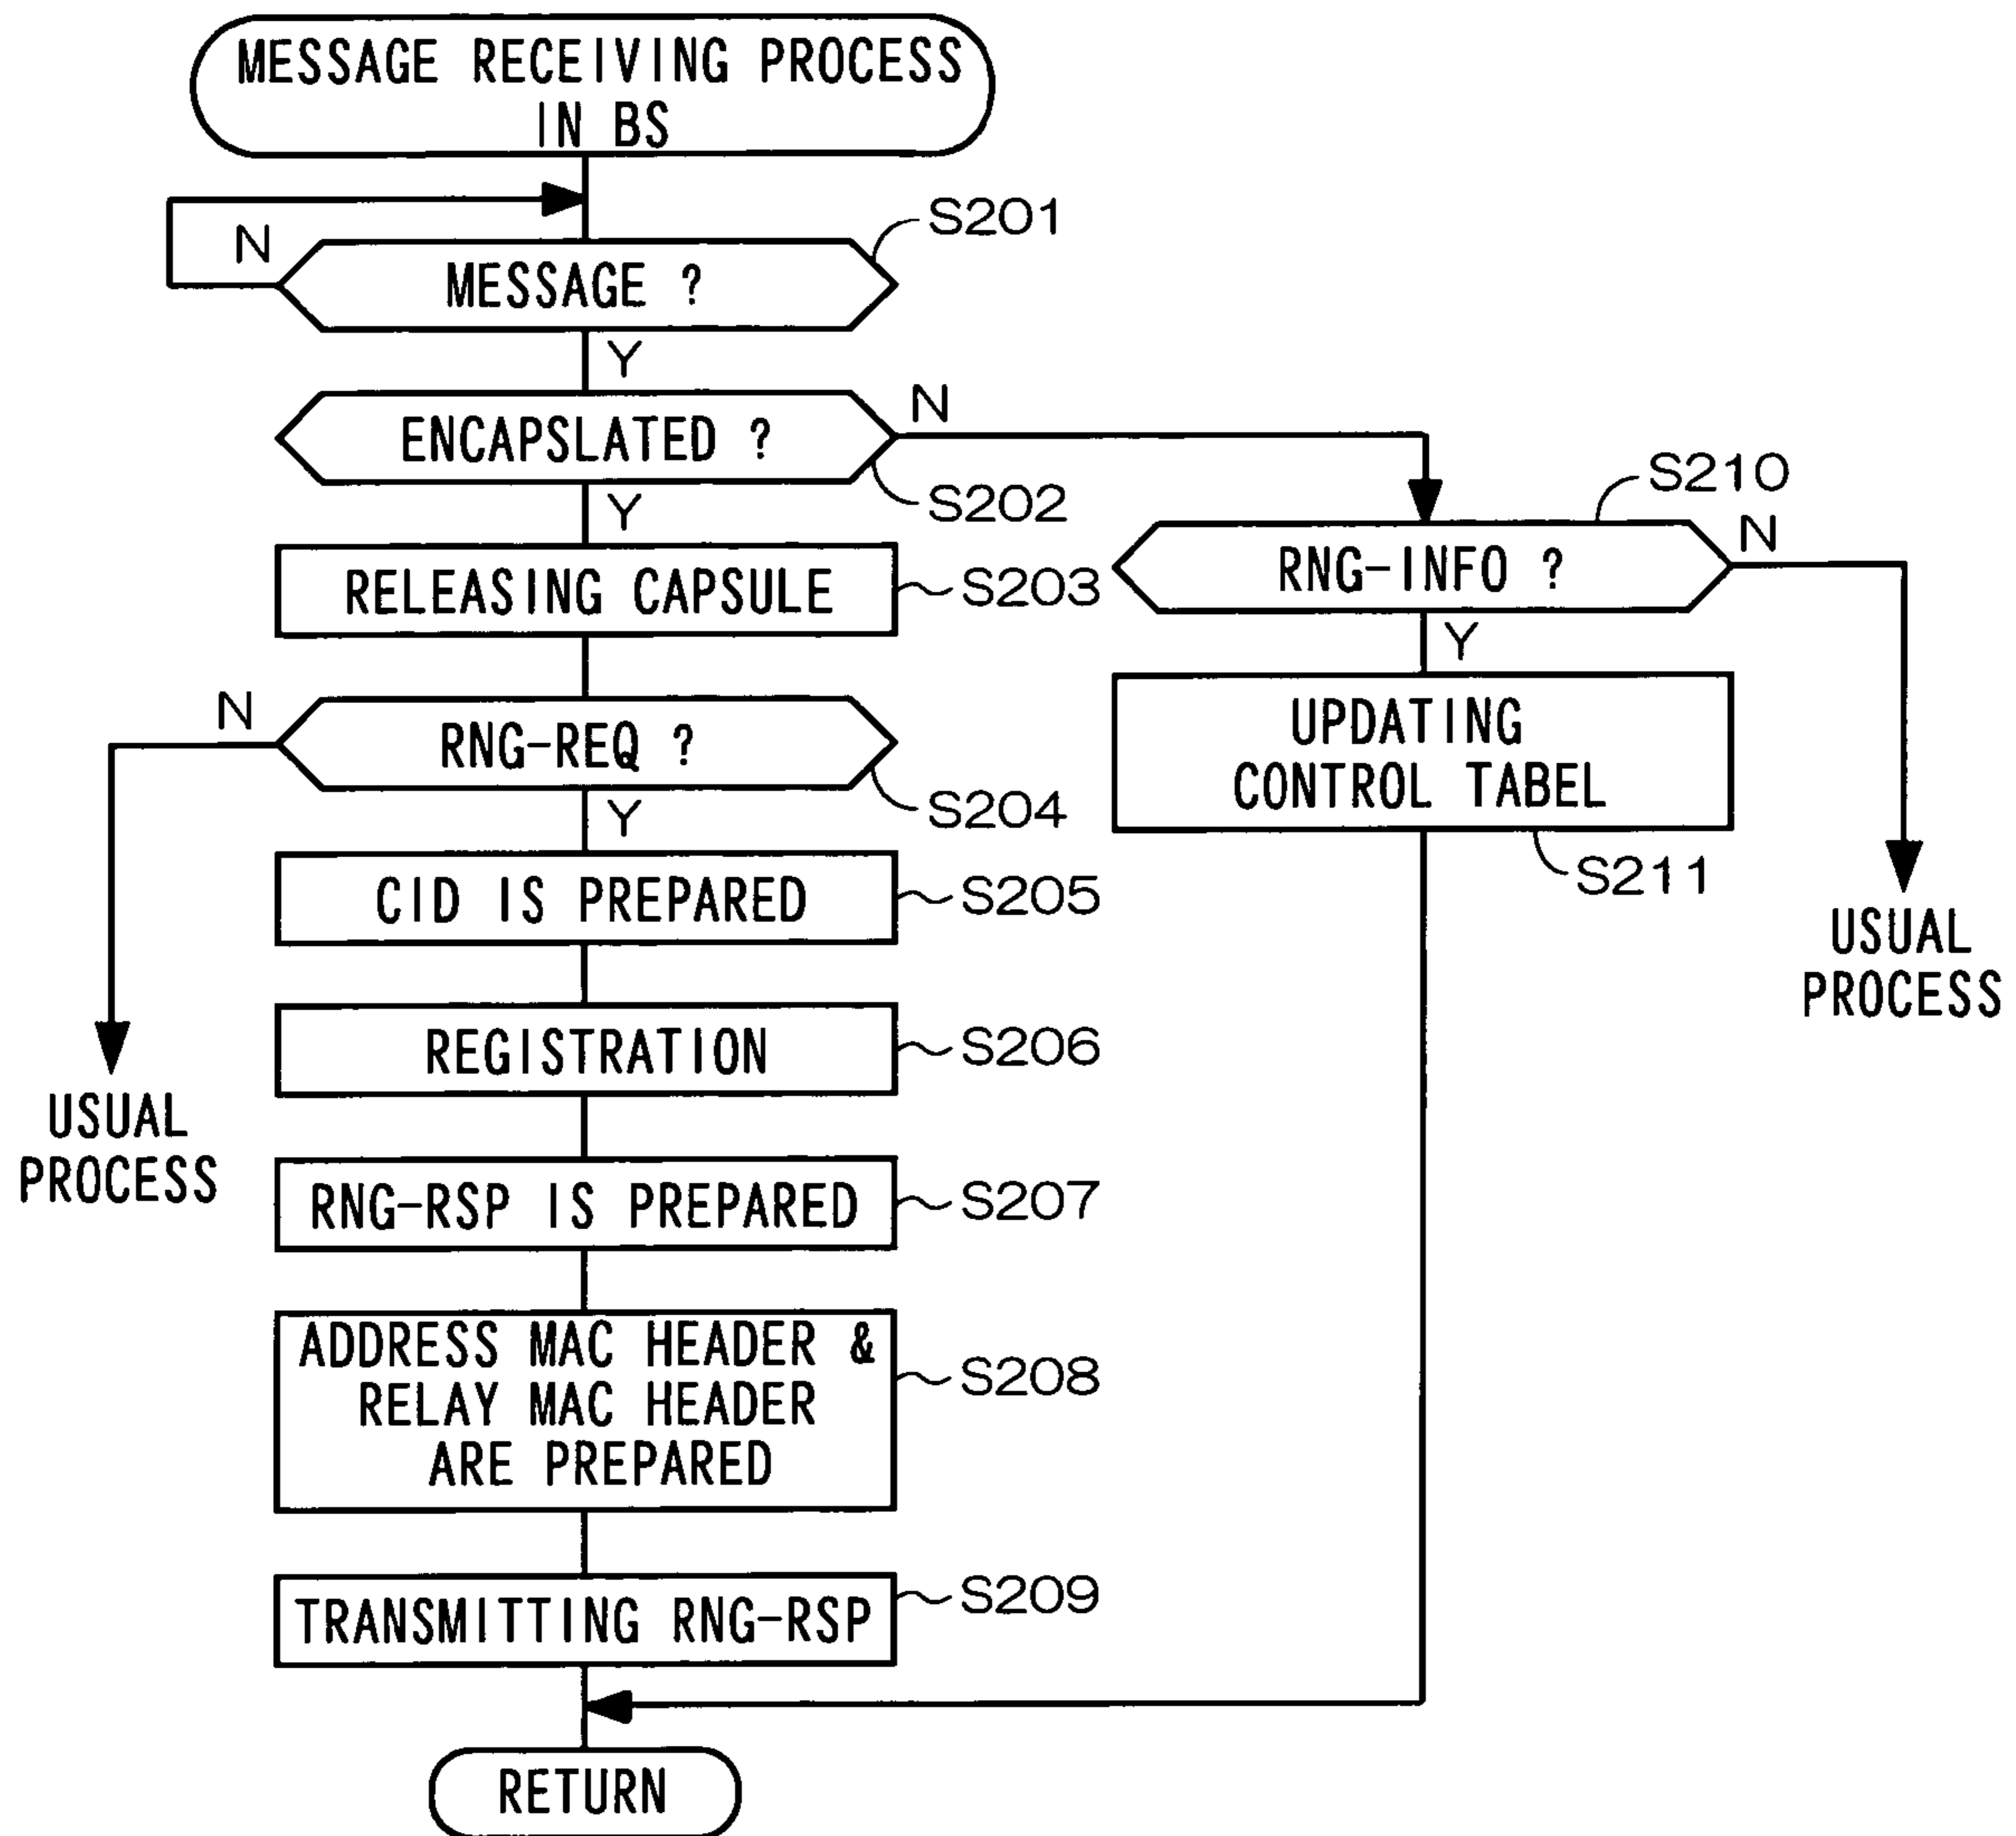 MESSAGE RECEIVING PROCESS
IN BS
S201
N
MESSAGE ?
Y
ENCAPSLATED ?
N
S202
Y
S210
RNG-INFO ?
N
RELEASING CAPSULE
S203
Y
N
RNG-REQ ?
S204
Y
UPDATING
CONTROL TABEL
S211
CID IS PREPARED
S205
USUAL
PROCESS
REGISTRATION
S206
USUAL
PROCESS
RNG-RSP IS PREPARED
S207
ADDRESS MAC HEADER &
RELAY MAC HEADER
ARE PREPARED
S208
TRANSMITTING RNG-RSP
S209
RETURN